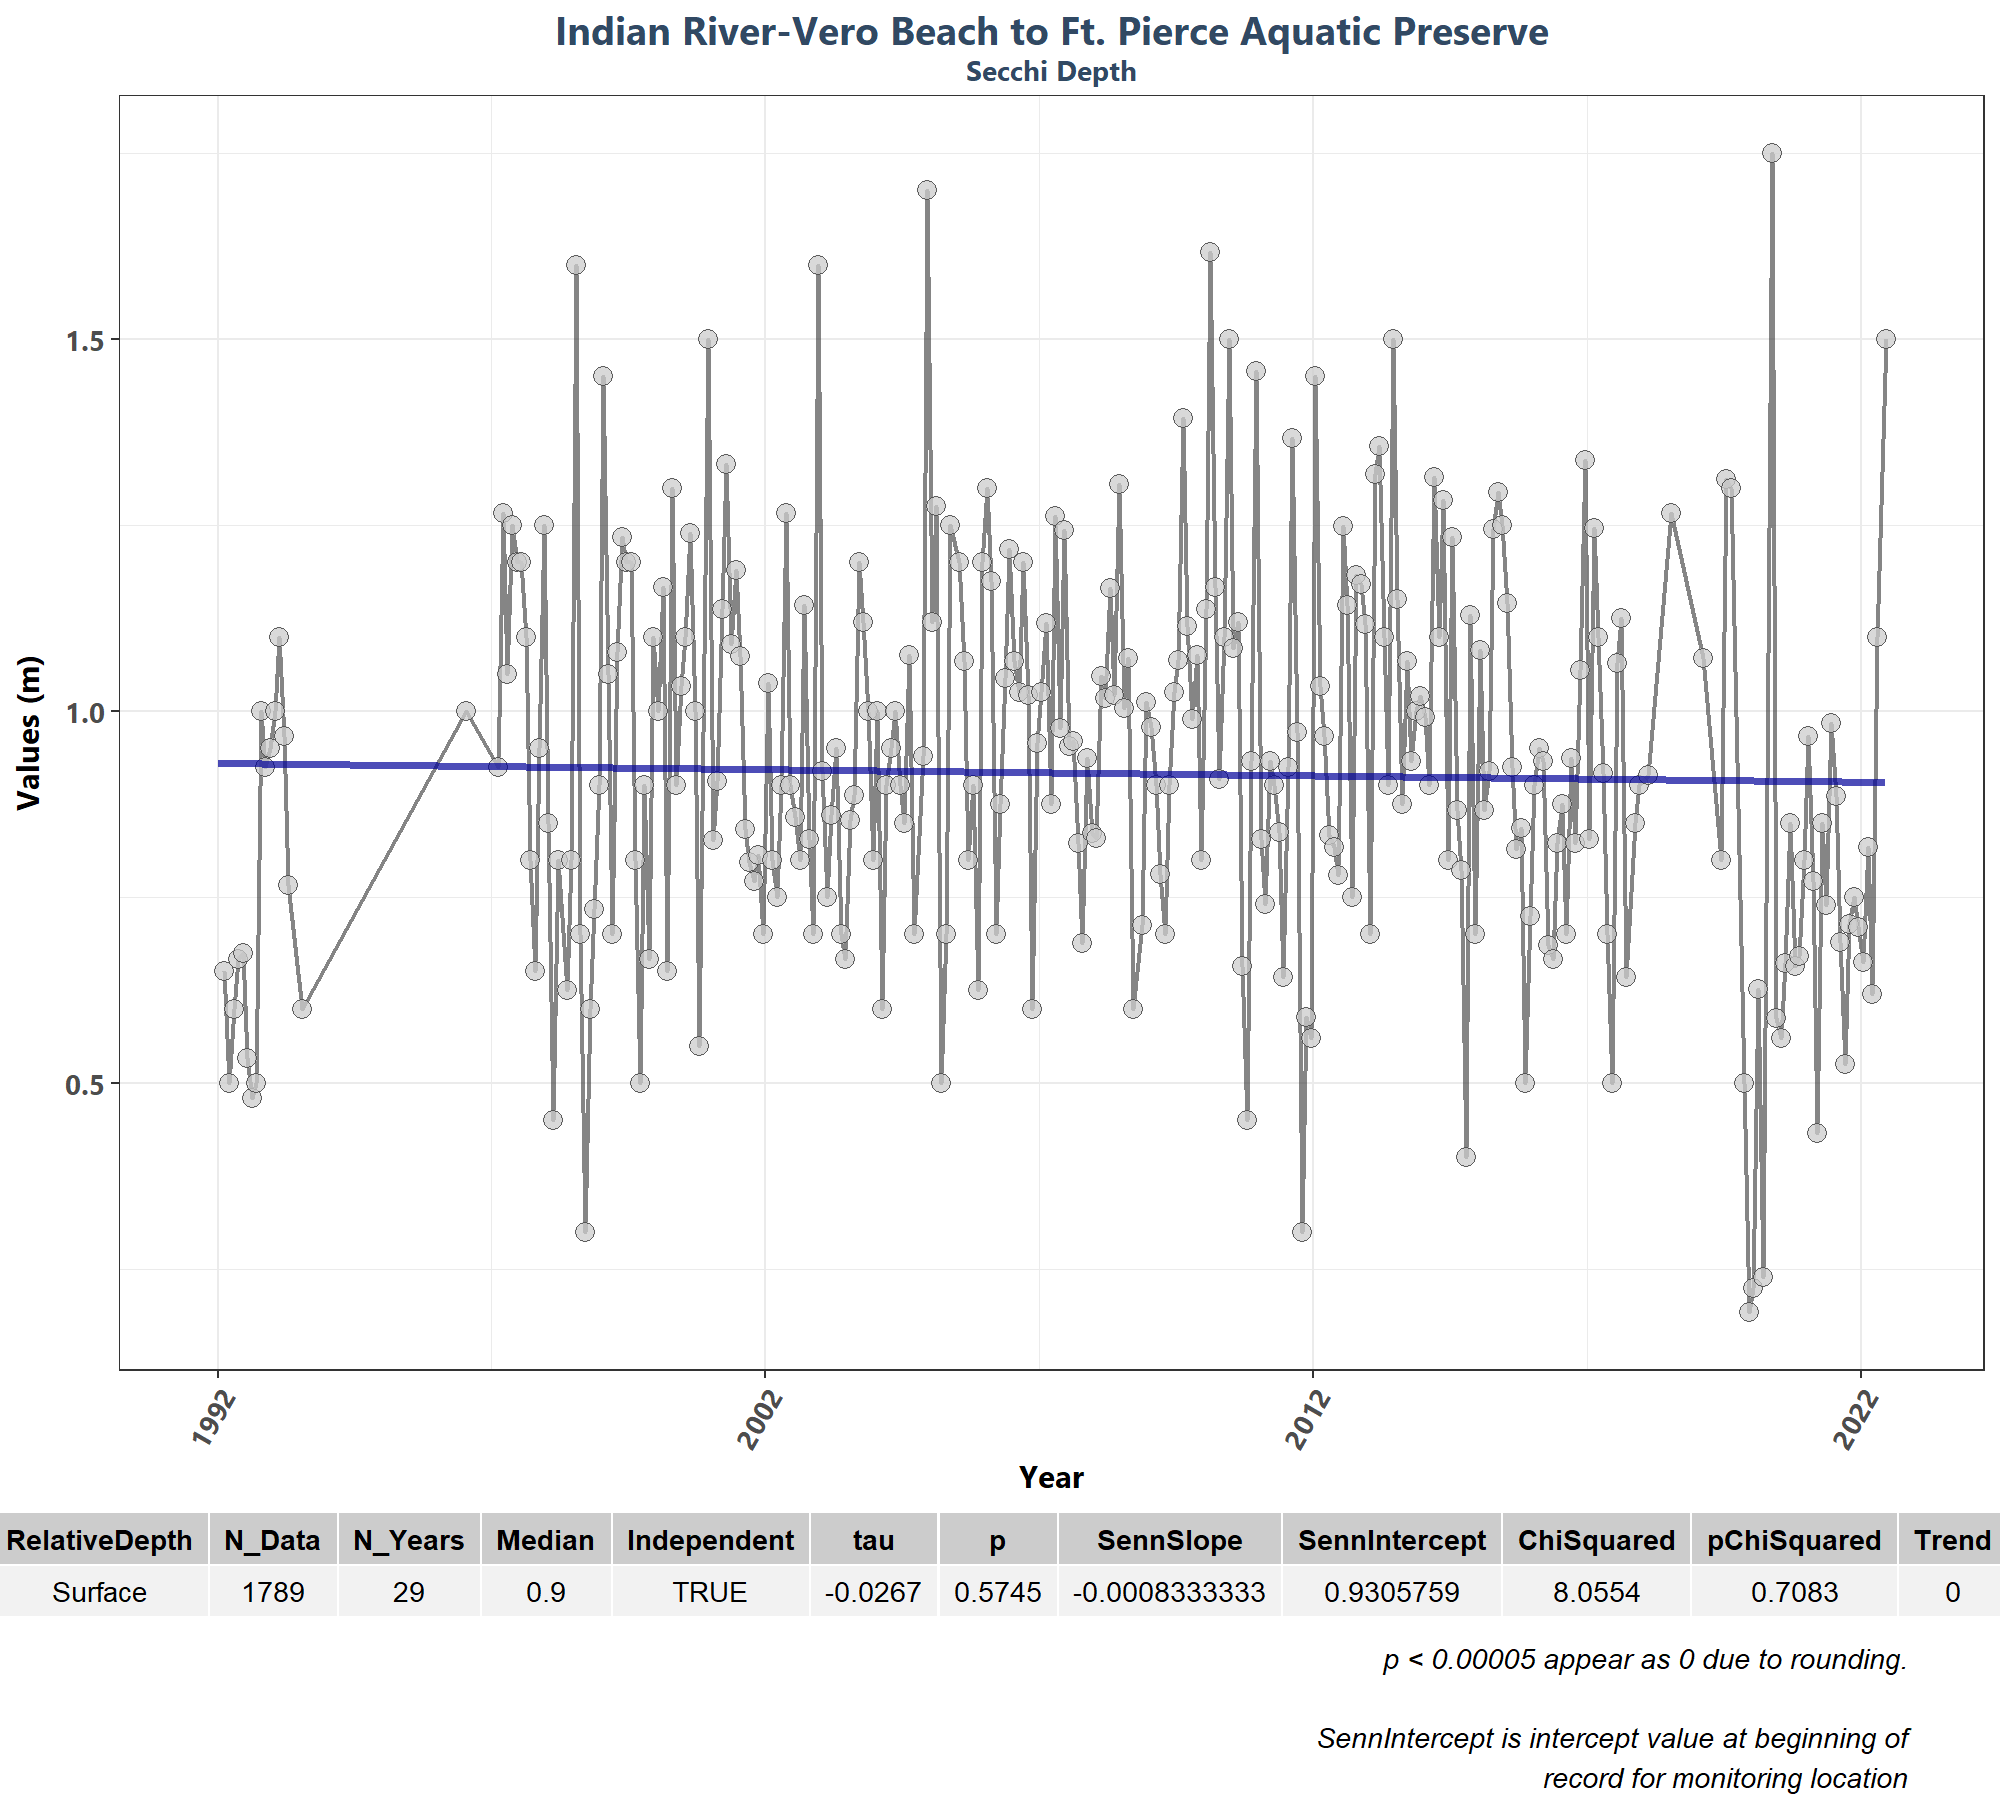 Indian River-Vero Beach to Ft. Pierce Aquatic Preserve
Secchi Depth
Values (m)
1.5
1.0
0.5
1992 2002 2012 2022
Year
RelativeDepth N_Data N_Years Median Independent tau p SennSlope SennIntercept ChiSquared pChiSquared Trend
Surface 1789 29 0.9 TRUE -0.0267 0.5745 -0.0008333333 0.9305759 8.0554 0.7083 0
p < 0.00005 appear as 0 due to rounding.
SennIntercept is intercept value at beginning of
record for monitoring location